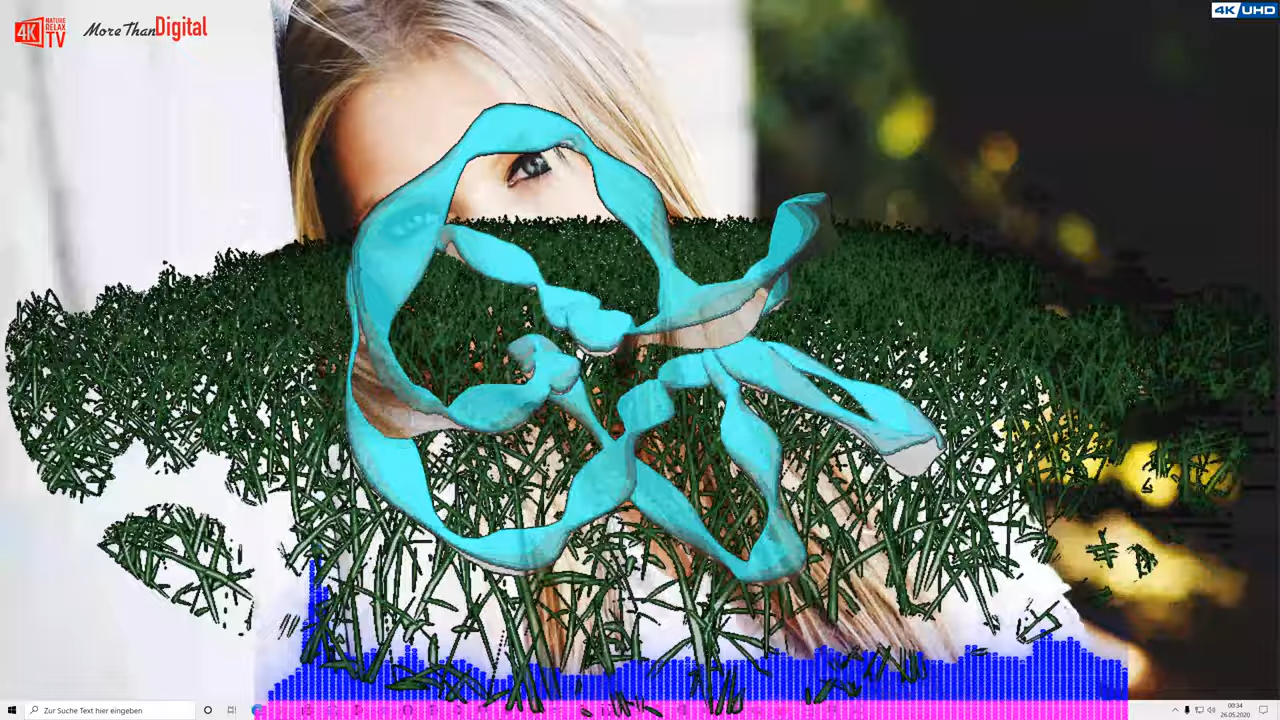 4K
NATURE
RELAX
TV
More Than Digital
4K UHD
Zur Suche Text hier eingeben
00:34
26.05.2020